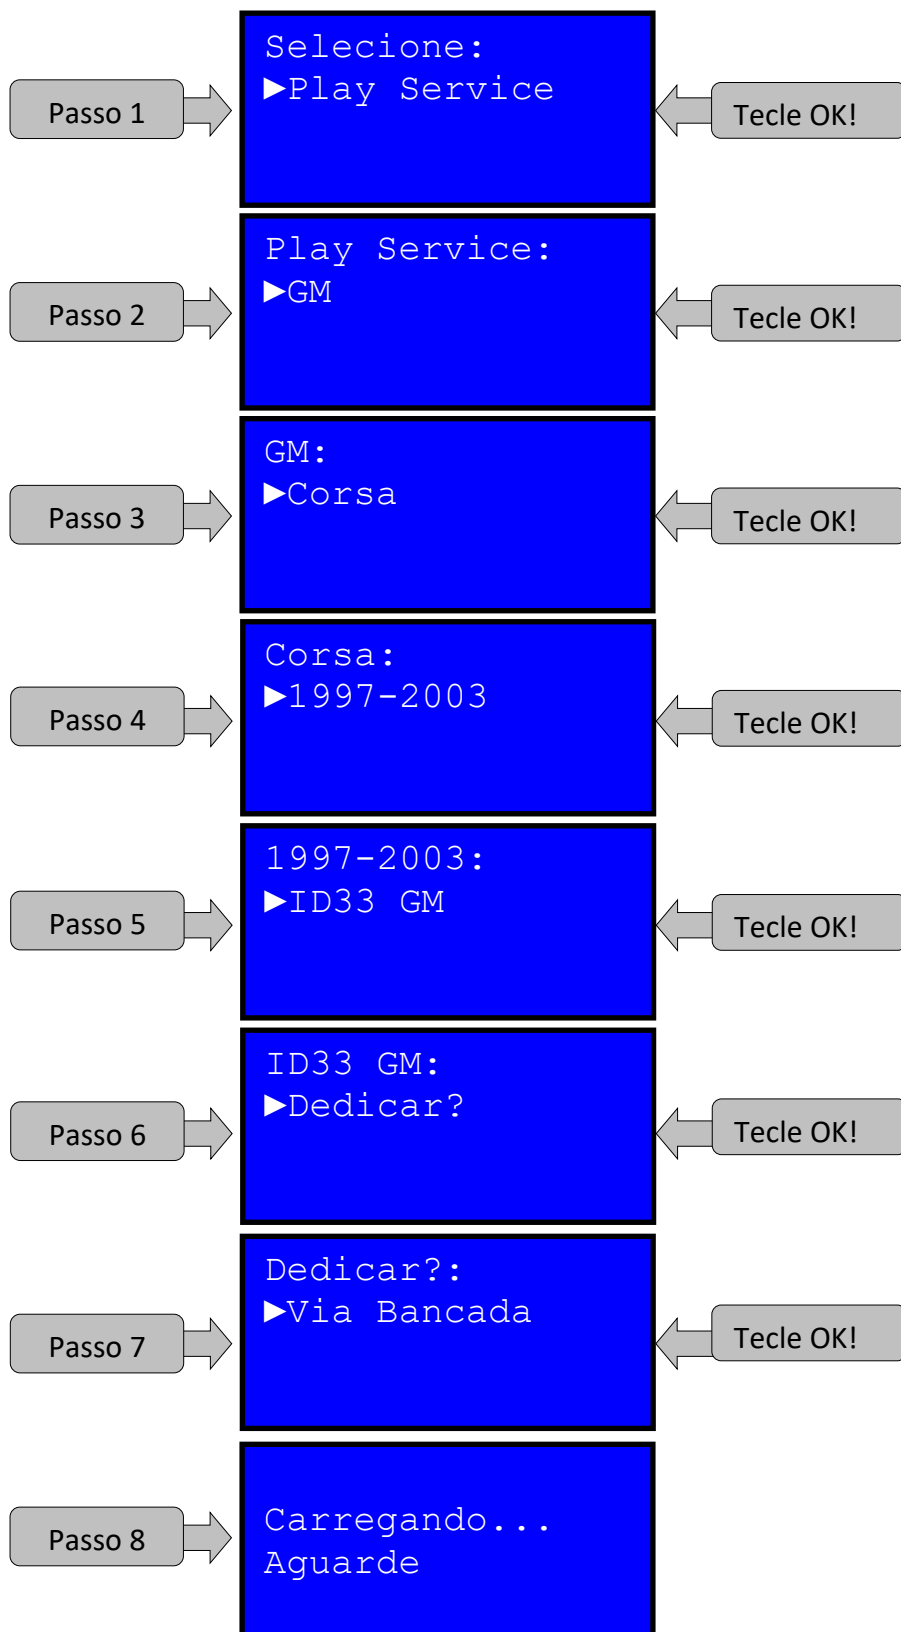 Selecione:
►Play Service
Passo 1
Tecle OK!
Play Service:
►GM
Passo 2
Tecle OK!
GM:
►Corsa
Passo 3
Tecle OK!
Corsa:
►1997-2003
Passo 4
Tecle OK!
1997-2003:
►ID33 GM
Passo 5
Tecle OK!
ID33 GM:
►Dedicar?
Passo 6
Tecle OK!
Dedicar?:
►Via Bancada
Passo 7
Tecle OK!
Carregando...
Aguarde
Passo 8